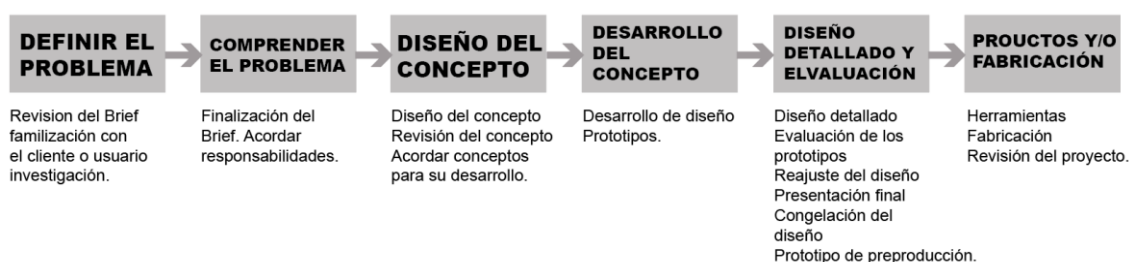 DEFINIR EL
PROBLEMA
COMPRENDER
EL PROBLEMA
DISEÑO DEL
CONCEPTO
DESARROLLO
DEL
CONCEPTO
DISEÑO
DETALLADO Y
ELVALUACIÓN
PROUCTOS Y/O
FABRICACIÓN
Revision del Brief
familización con
el cliente o usuario
investigación.
Finalización del
Brief. Acordar
responsabilidades.
Diseño del concepto
Revisión del concepto
Acordar conceptos
para su desarrollo.
Desarrollo de diseño
Prototipos.
Diseño detallado
Evaluación de los
prototipos
Reajuste del diseño
Presentación final
Congelación del
diseño
Prototipo de preproducción.
Herramientas
Fabricación
Revisión del proyecto.